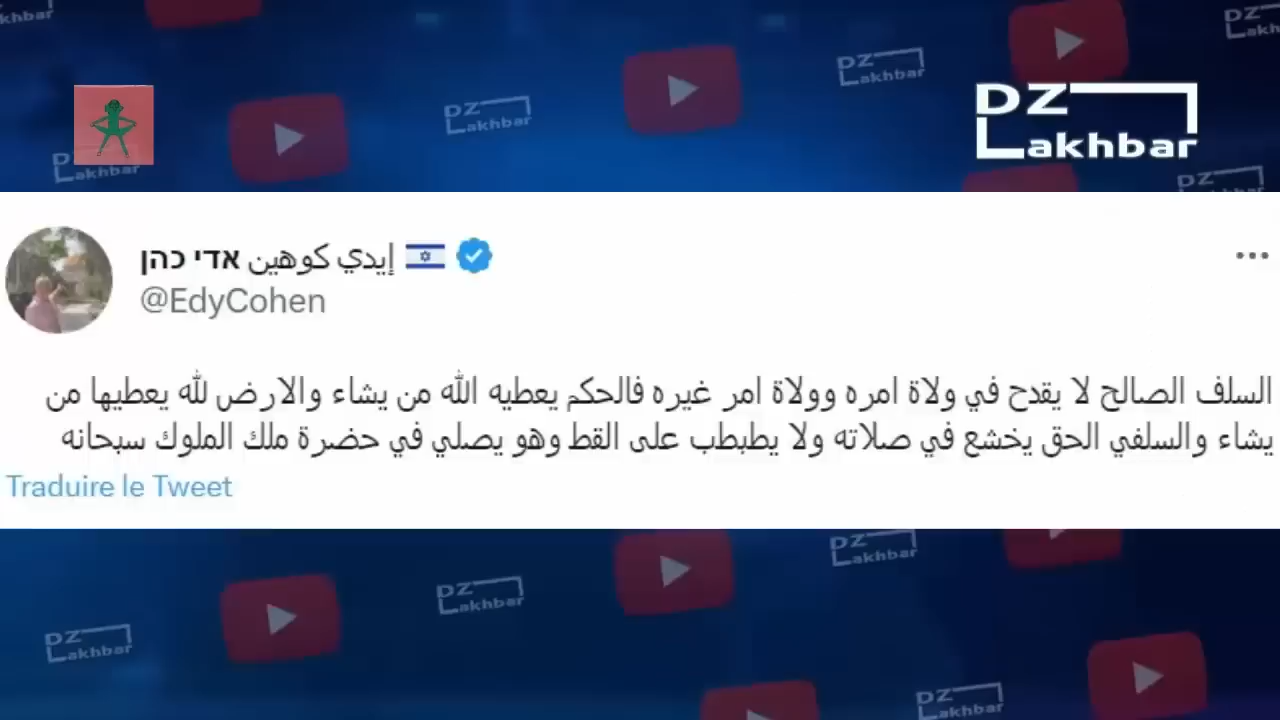 DZ
Lakhbar
إيدي كوهين אדי כהן
@EdyCohen
السلف الصالح لا يقدح في ولاة امره وولاة امر غيره فالحكم يعطيه الله من يشاء والارض لله يعطيها من
يشاء والسلفي الحق يخشع في صلاته ولا يطبطب على القط وهو يصلي في حضرة ملك الملوك سبحانه
Traduire le Tweet